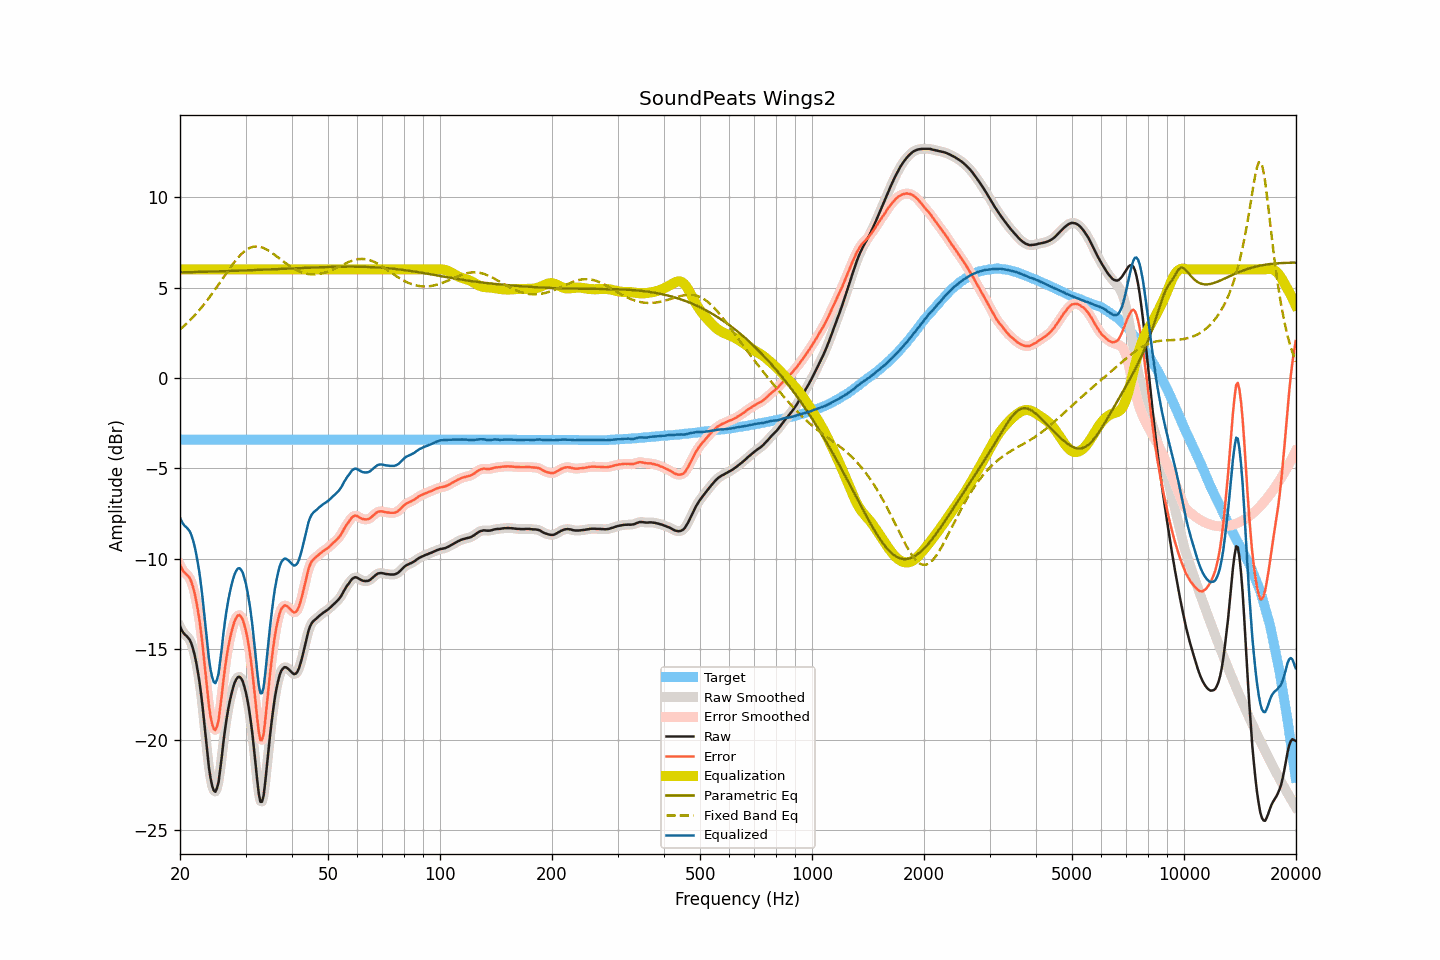 SoundPeats Wings2
Amplitude (dBr)
10
5
0
−5
−10
−15
−20
−25
Target
Raw Smoothed
Error Smoothed
Raw
Error
Equalization
Parametric Eq
Fixed Band Eq
Equalized
20 50 100 200 500 1000 2000 5000 10000 20000
Frequency (Hz)